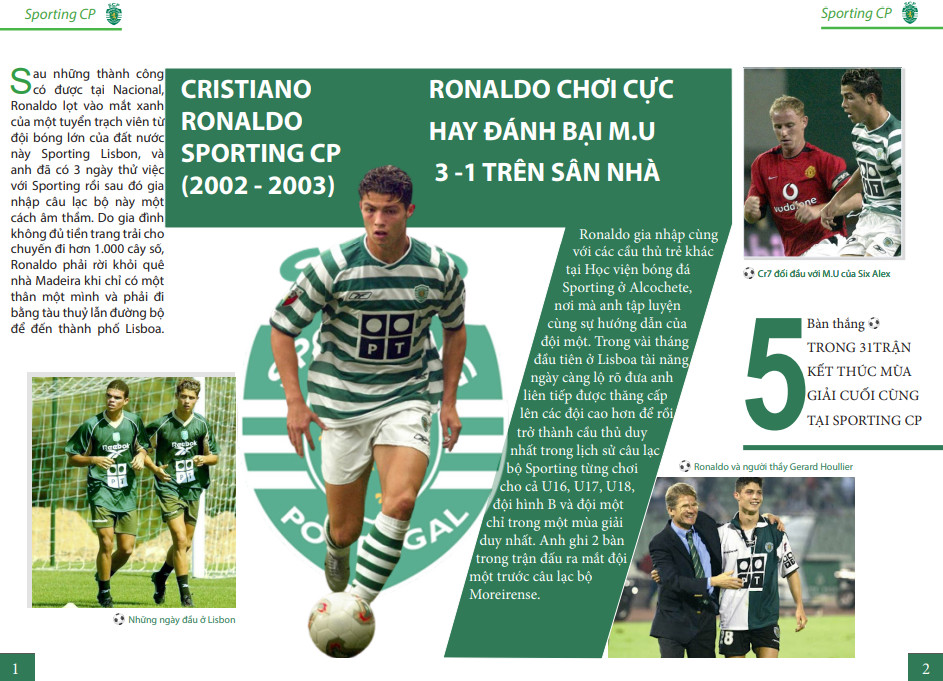 Sporting CP
Sporting CP
Sau những thành công
có được tại Nacional,
Ronaldo lọt vào mắt xanh
của một tuyển trạch viên từ
đội bóng lớn của đất nước
này Sporting Lisbon, và
anh đã có 3 ngày thử việc
với Sporting rồi sau đó gia
nhập câu lạc bộ này một
cách âm thầm. Do gia đình
không đủ tiền trang trải cho
chuyến đi hơn 1.000 cây số,
Ronaldo phải rời khỏi quê
nhà Madeira khi chỉ có một
thân một mình và phải đi
bằng tàu thuỷ lẫn đường bộ
để đến thành phố Lisboa.
CRISTIANO
RONALDO
SPORTING CP
(2002 - 2003)
RONALDO CHƠI CỰC
HAY ĐÁNH BẠI M.U
3 -1 TRÊN SÂN NHÀ
Ronaldo gia nhập cùng
với các cầu thủ trẻ khác
tại Học viện bóng đá
Sporting ở Alcochete,
nơi mà anh tập luyện
cùng sự hướng dẫn của
đội một. Trong vài tháng
đầu tiên ở Lisboa tài năng
ngày càng lộ rõ đưa anh
liên tiếp được thăng cấp
lên các đội cao hơn để rồi
trở thành cầu thủ duy
nhất trong lịch sử câu lạc
bộ Sporting từng chơi
cho cả U16, U17, U18,
đội hình B và đội một
chỉ trong một mùa giải
duy nhất. Anh ghi 2 bàn
trong trận đấu ra mắt đội
một trước câu lạc bộ
Moreirense.
PT
PORTUGAL
Reebok
Reebok
Những ngày đầu ở Lisbon
vodafone
Cr7 đối đầu với M.U của Six Alex
5
Bàn thắng
TRONG 31TRẬN
KẾT THÚC MÙA
GIẢI CUỐI CÙNG
TẠI SPORTING CP
Ronaldo và người thầy Gerard Houllier
PT
28
1
2